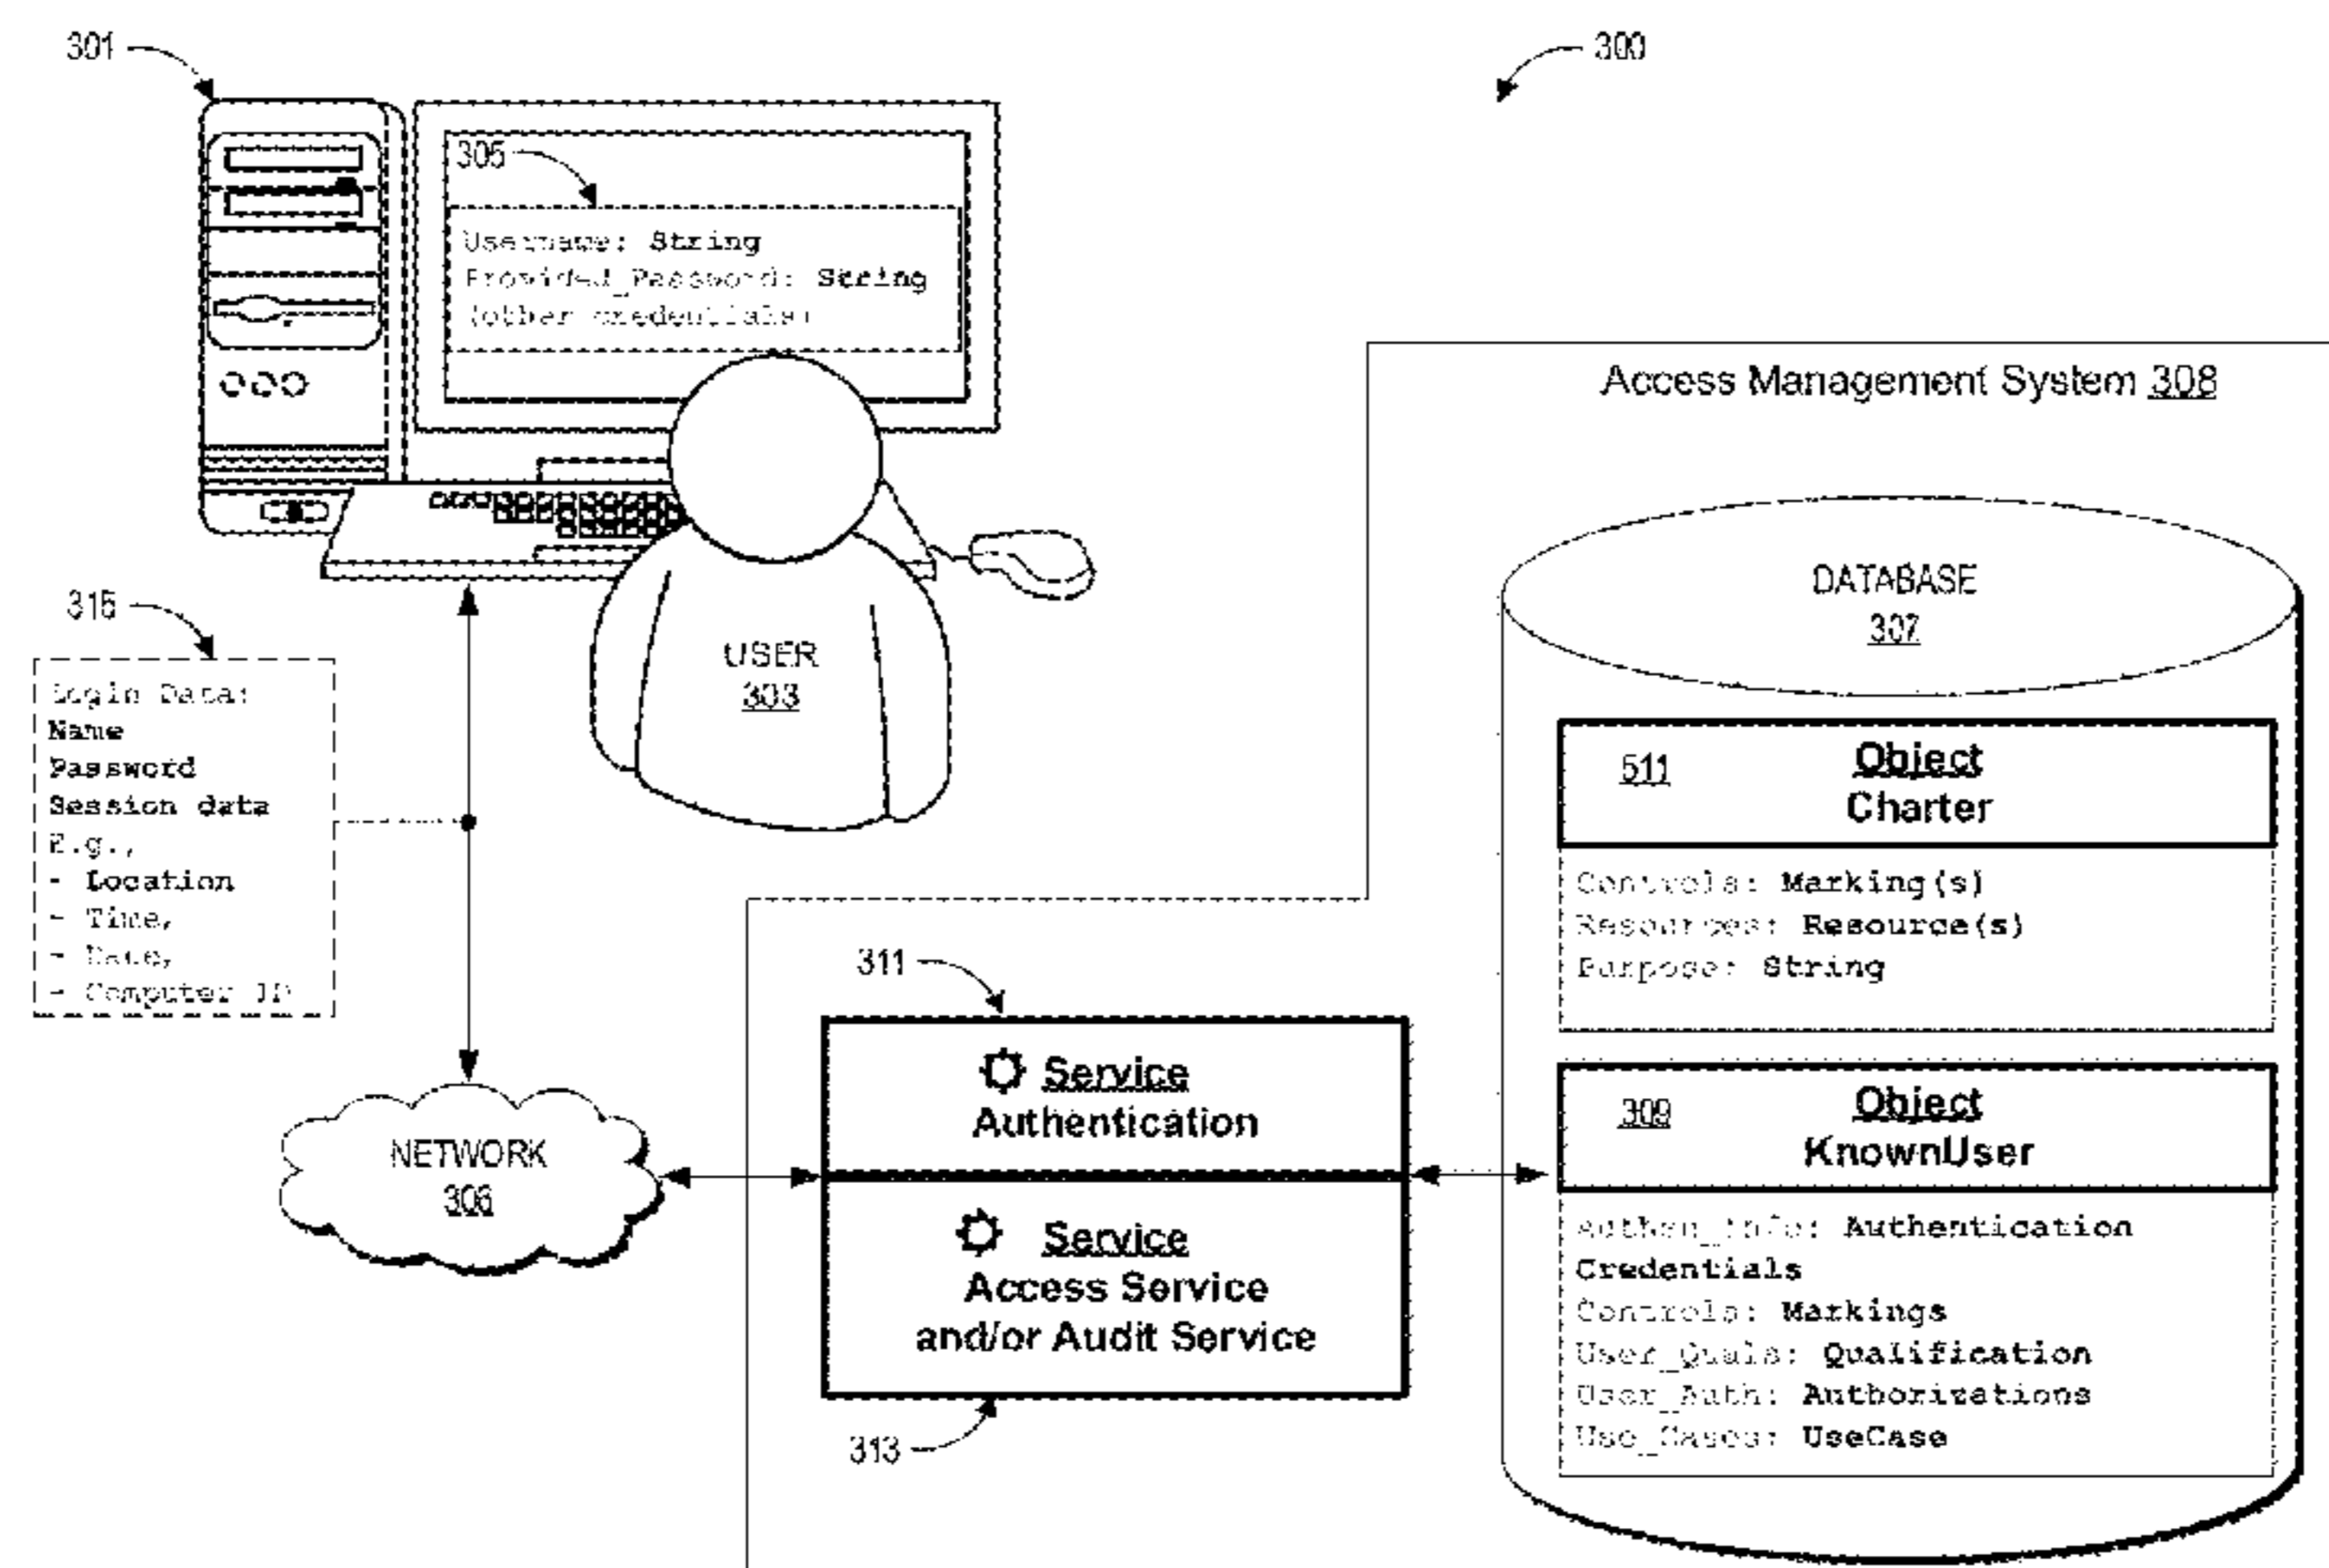 301
300
305
Username: String
Provided_Password: String
(other credentials)
Access Management System 308
DATABASE
307
315
Login Data:
Name
Password
Session data
E.g.,
- Location
- Time,
- Date,
- Computer ID
USER
303
511
Object
Charter
Controls: Marking(s)
Resources: Resource(s)
Purpose: String
311
Service
Authentication
Service
Access Service
and/or Audit Service
313
NETWORK
306
309
Object
KnownUser
Authen_info: Authentication
Credentials
Controls: Markings
User_Quals: Qualification
User_Auth: Authorizations
Use_Cases: UseCase